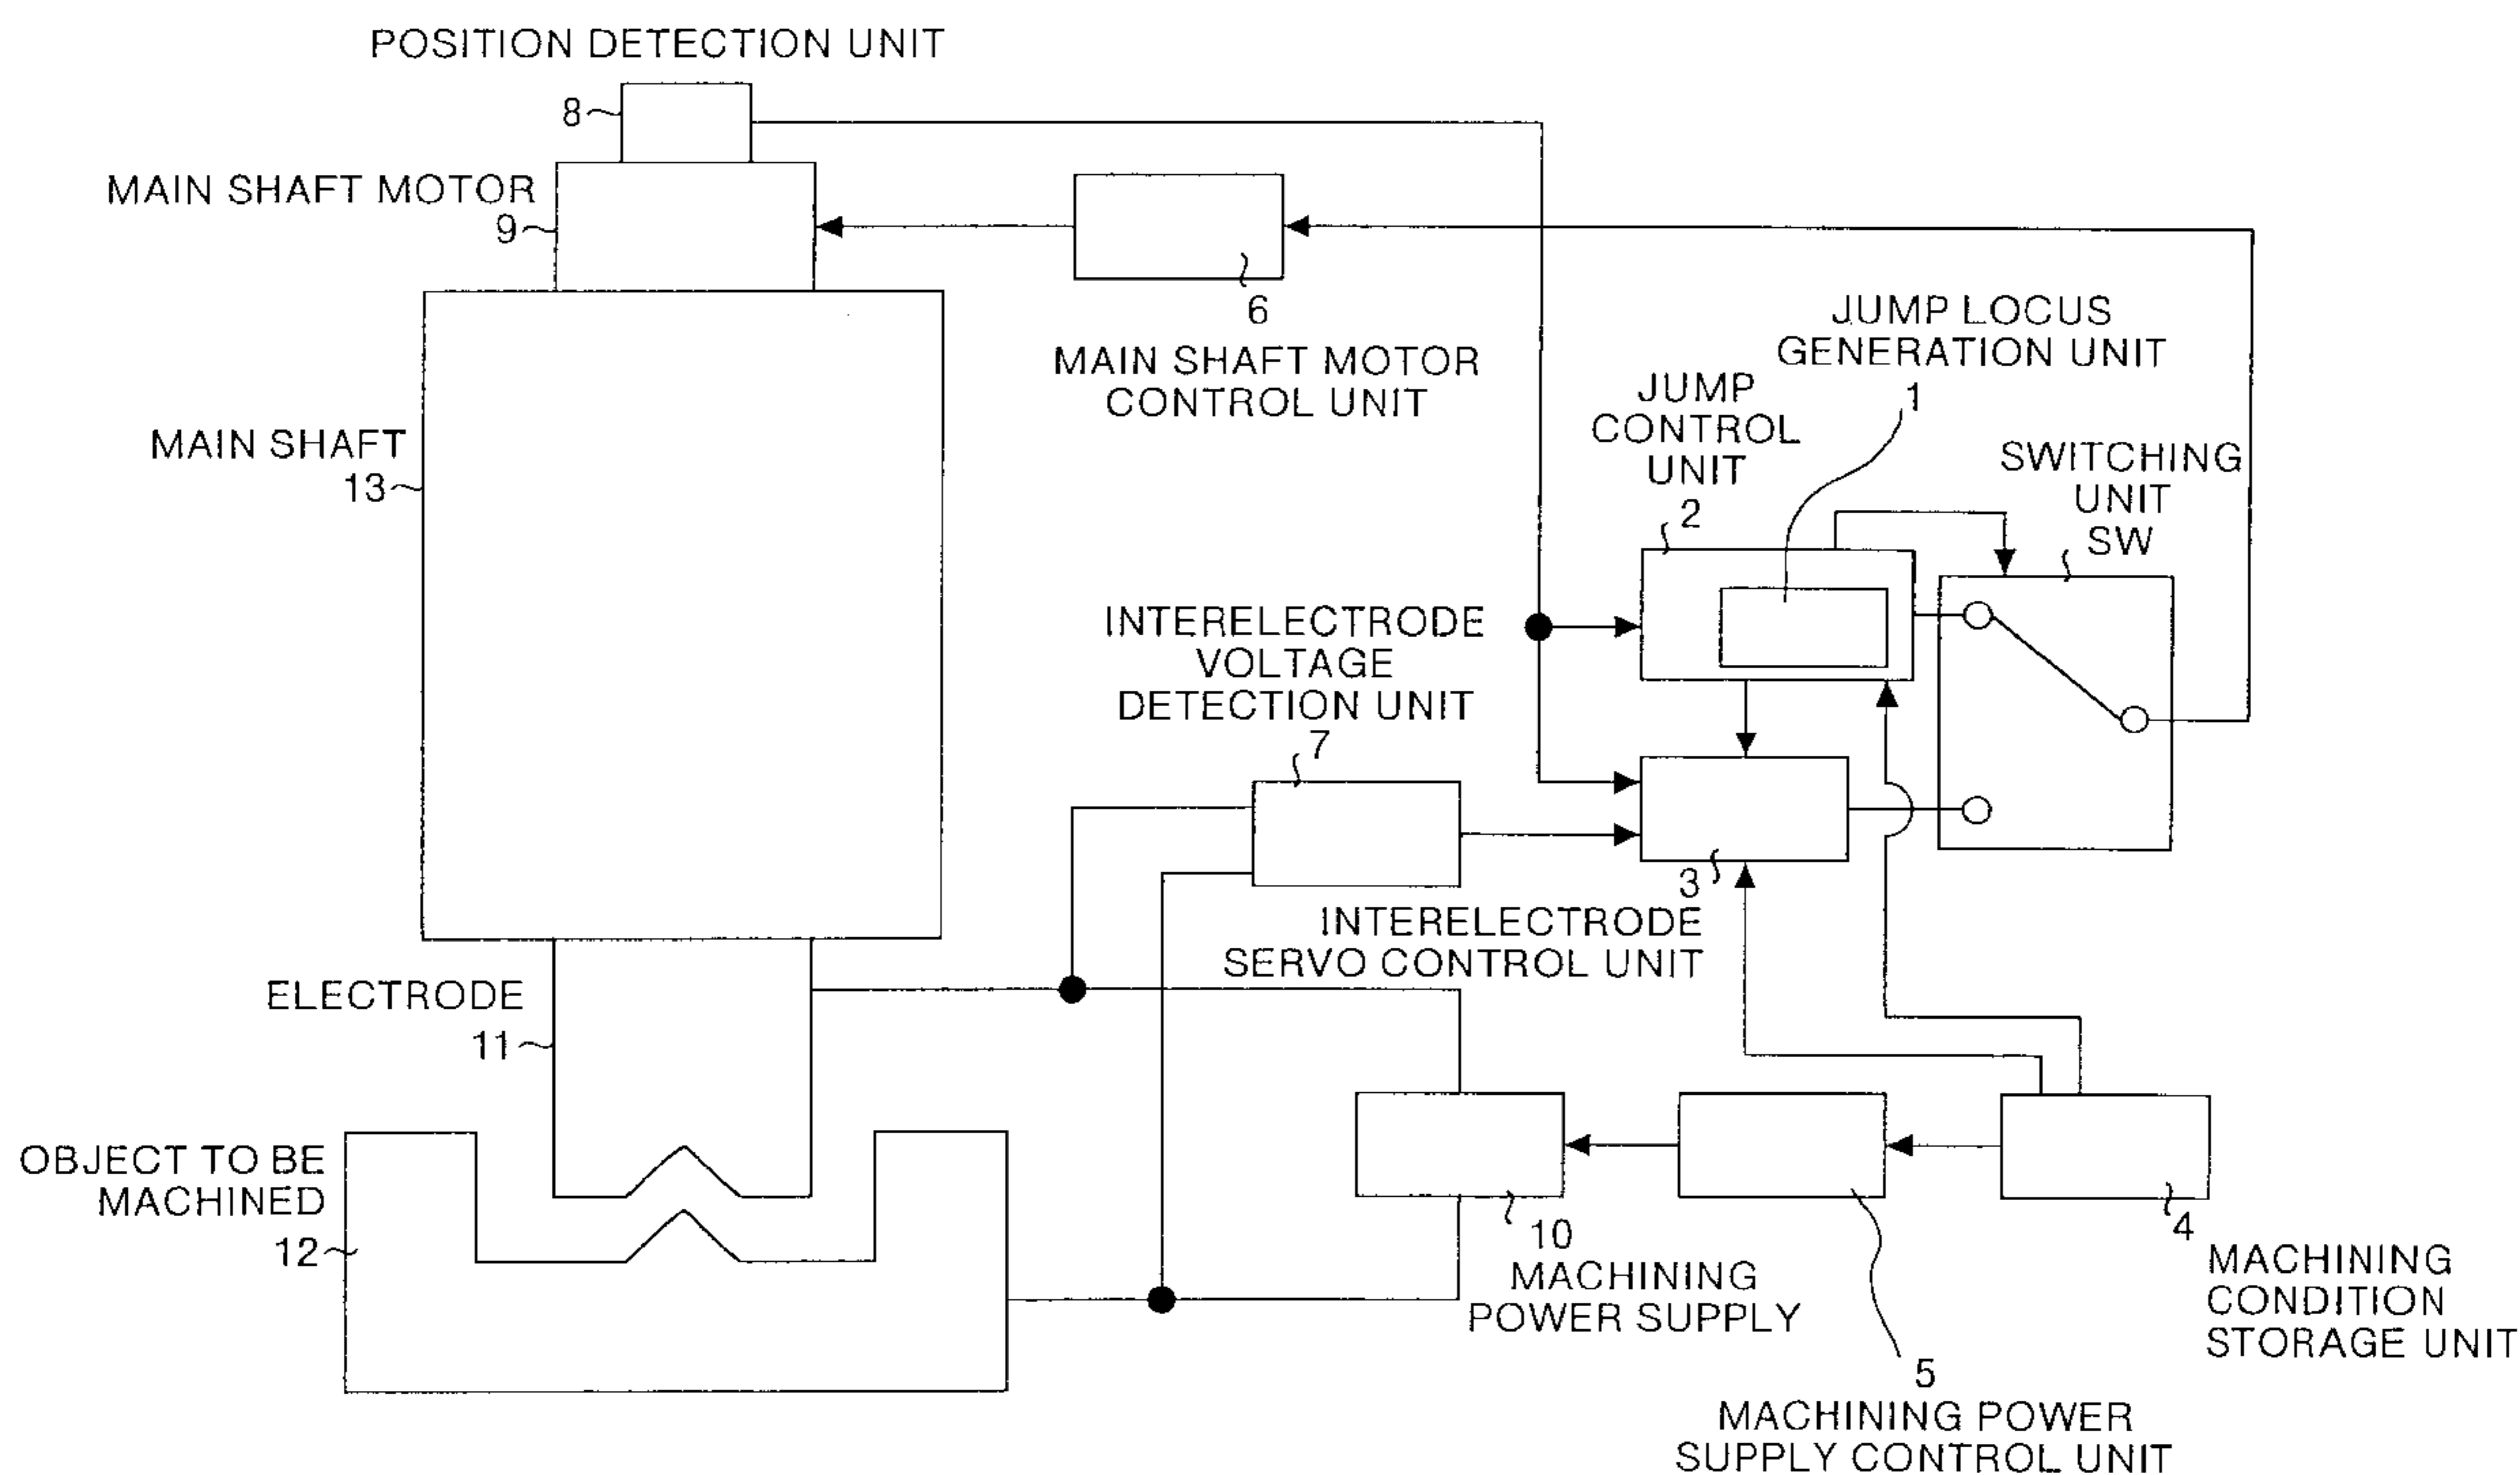 POSITION DETECTION UNIT
8
MAIN SHAFT MOTOR
9
6
MAIN SHAFT MOTOR
CONTROL UNIT
JUMP LOCUS
GENERATION UNIT
1
JUMP
CONTROL
UNIT
2
SWITCHING
UNIT
SW
MAIN SHAFT
13
INTERELECTRODE
VOLTAGE
DETECTION UNIT
7
3
INTERELECTRODE
SERVO CONTROL UNIT
ELECTRODE
11
OBJECT TO BE
MACHINED
12
10
MACHINING
POWER SUPPLY
4
MACHINING
CONDITION
STORAGE UNIT
5
MACHINING POWER
SUPPLY CONTROL UNIT